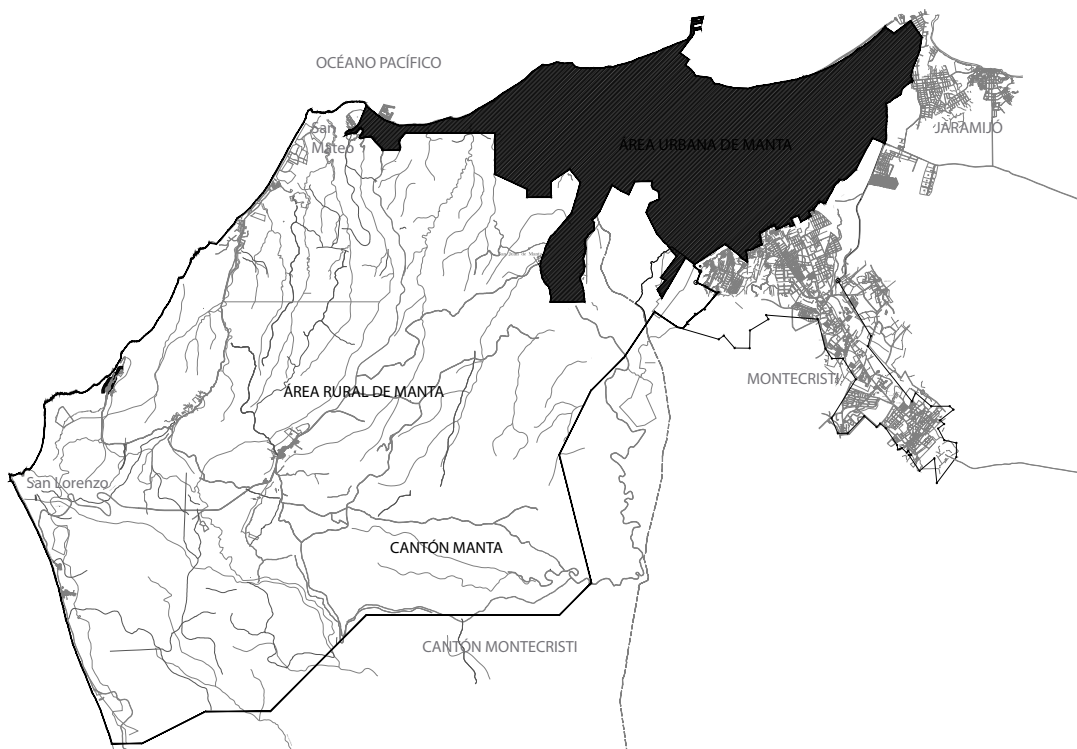 OCÉANO PACÍFICO
San
Mateo
ÁREA URBANA DE MANTA
JARAMIJÓ
MONTECRISTI
ÁREA RURAL DE MANTA
San Lorenzo
CANTÓN MANTA
CANTÓN MONTECRISTI